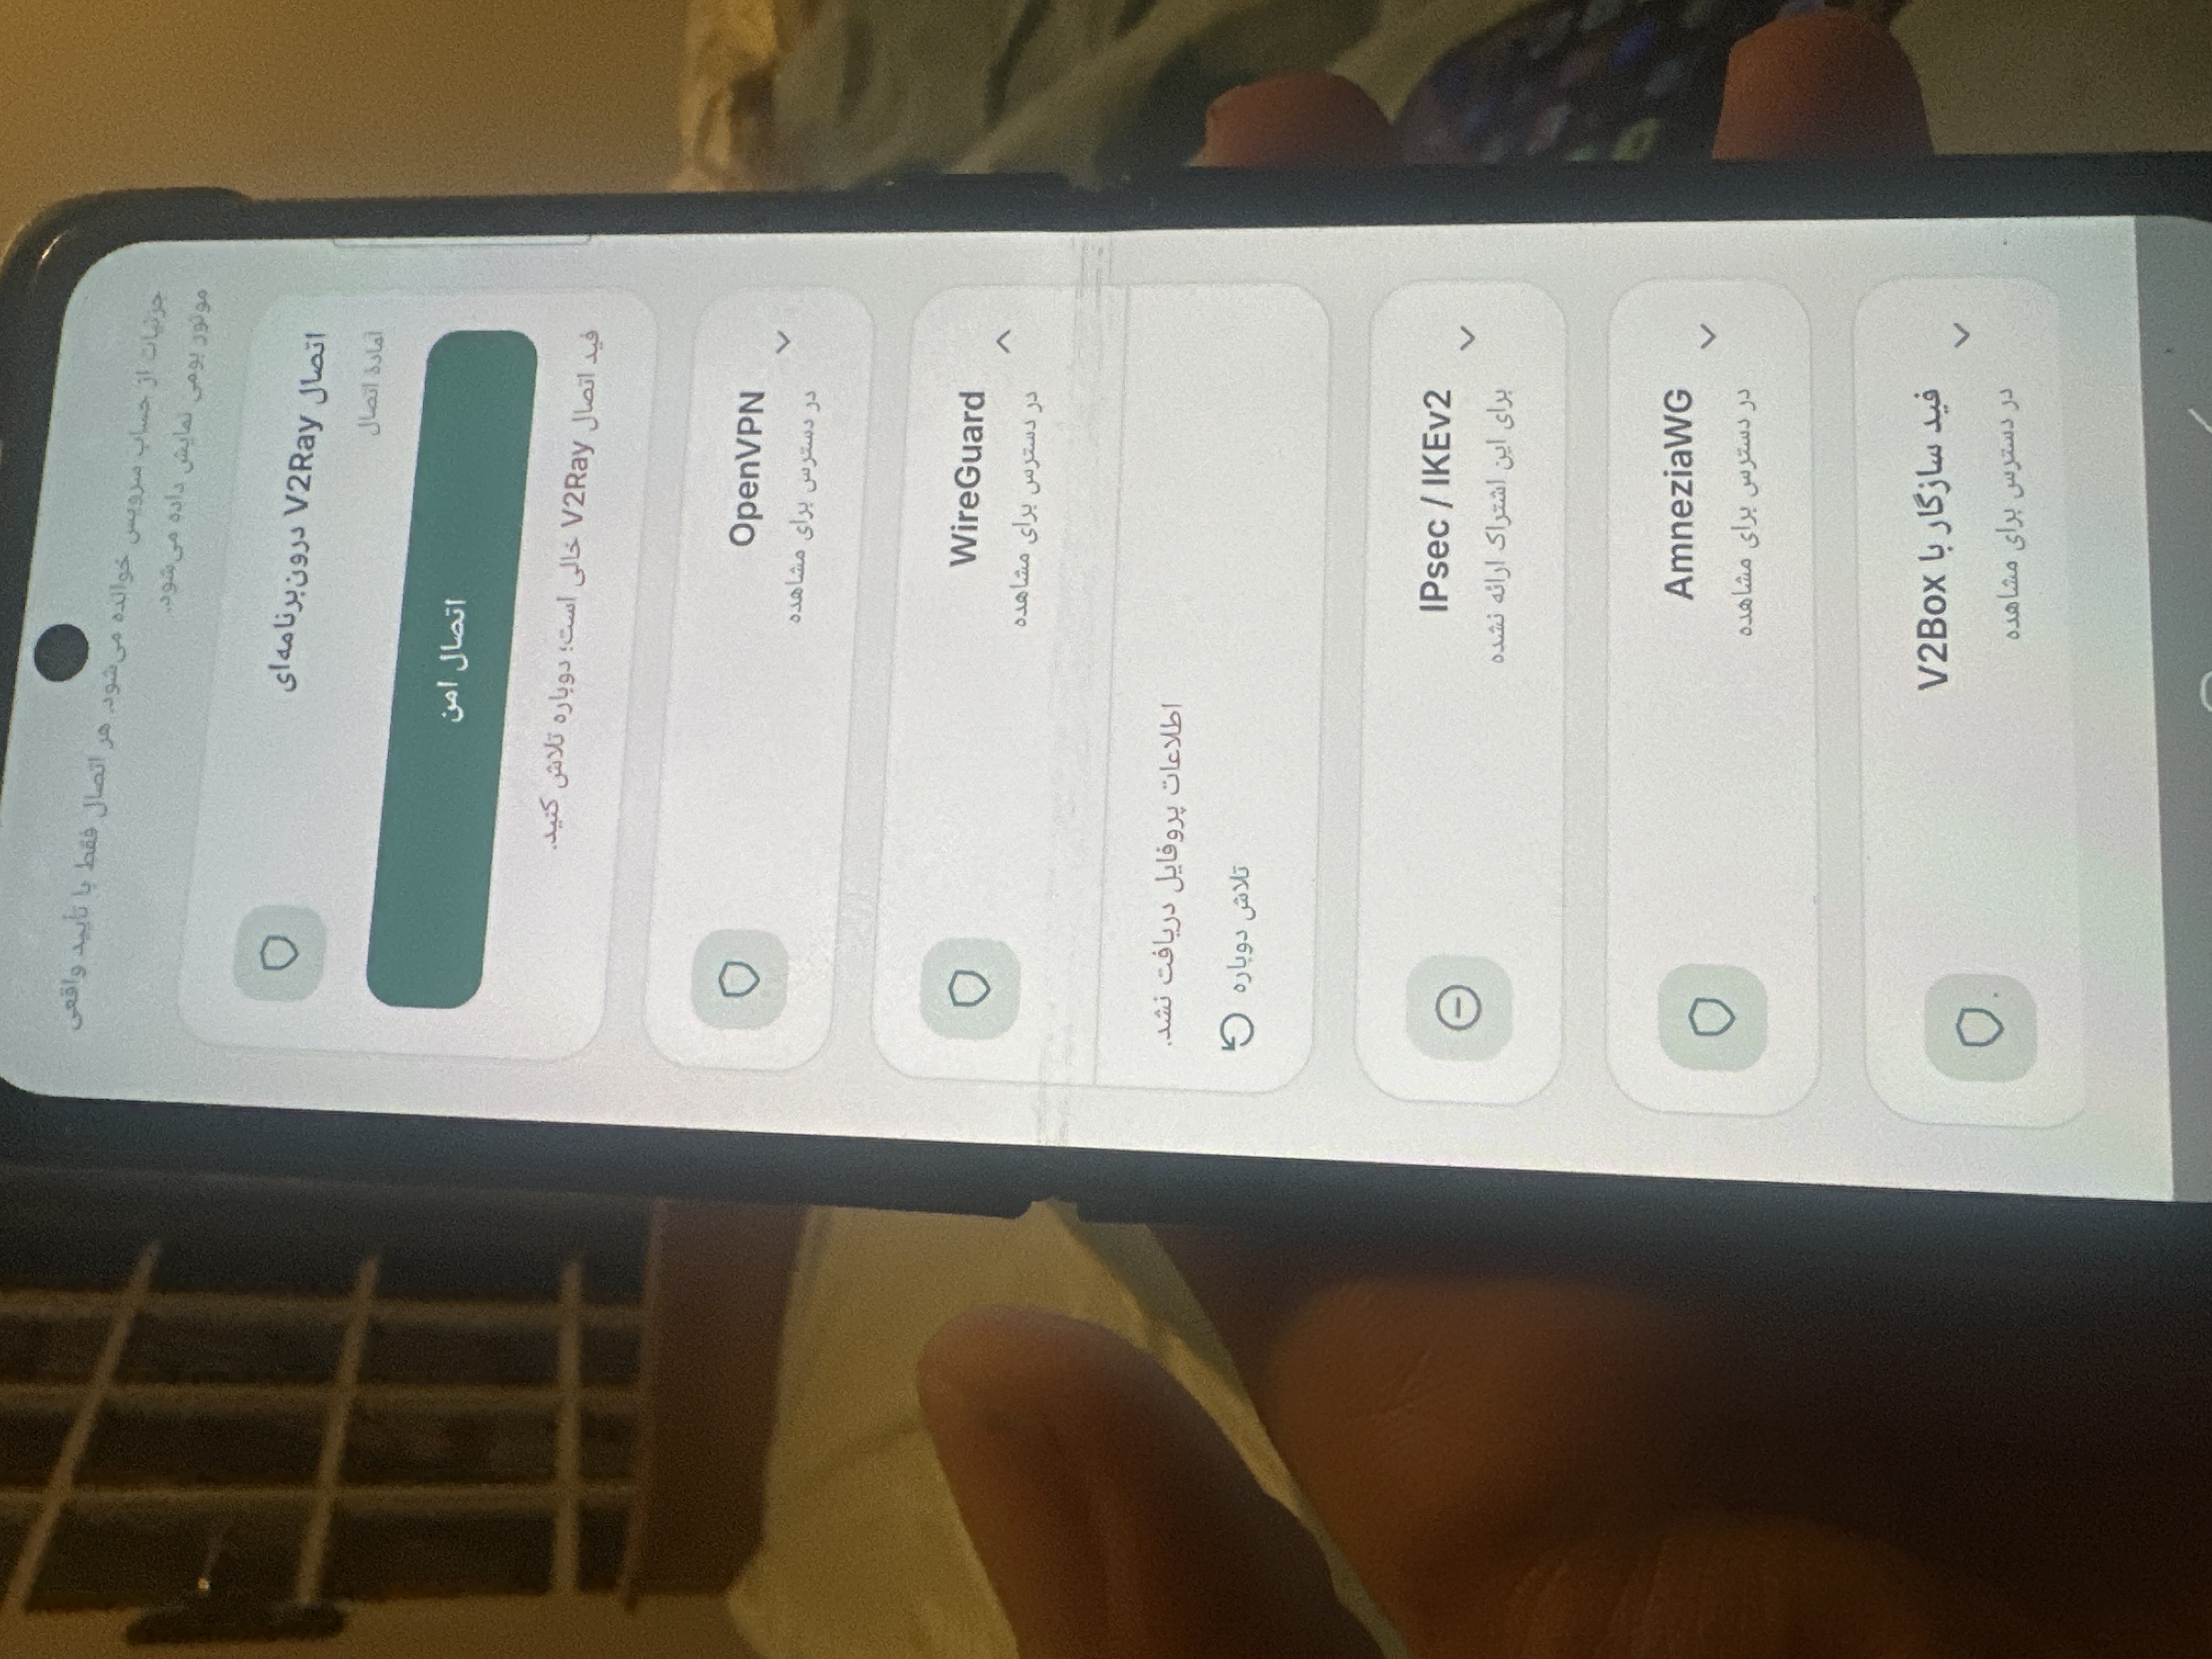 جزئیات از حساب سرویس خوانده می‌شود. هر اتصال فقط با تأیید واقعی
موتور بومی نمایش داده می‌شود.
اتصال V2Ray درون‌برنامه‌ای
آمادهٔ اتصال
اتصال امن
فید اتصال V2Ray خالی است؛ دوباره تلاش کنید.
OpenVPN
در دسترس برای مشاهده
WireGuard
در دسترس برای مشاهده
اطلاعات پروفایل دریافت نشد.
تلاش دوباره
IPsec / IKEv2
برای این اشتراک ارائه نشده
AmneziaWG
در دسترس برای مشاهده
فید سازگار با V2Box
در دسترس برای مشاهده